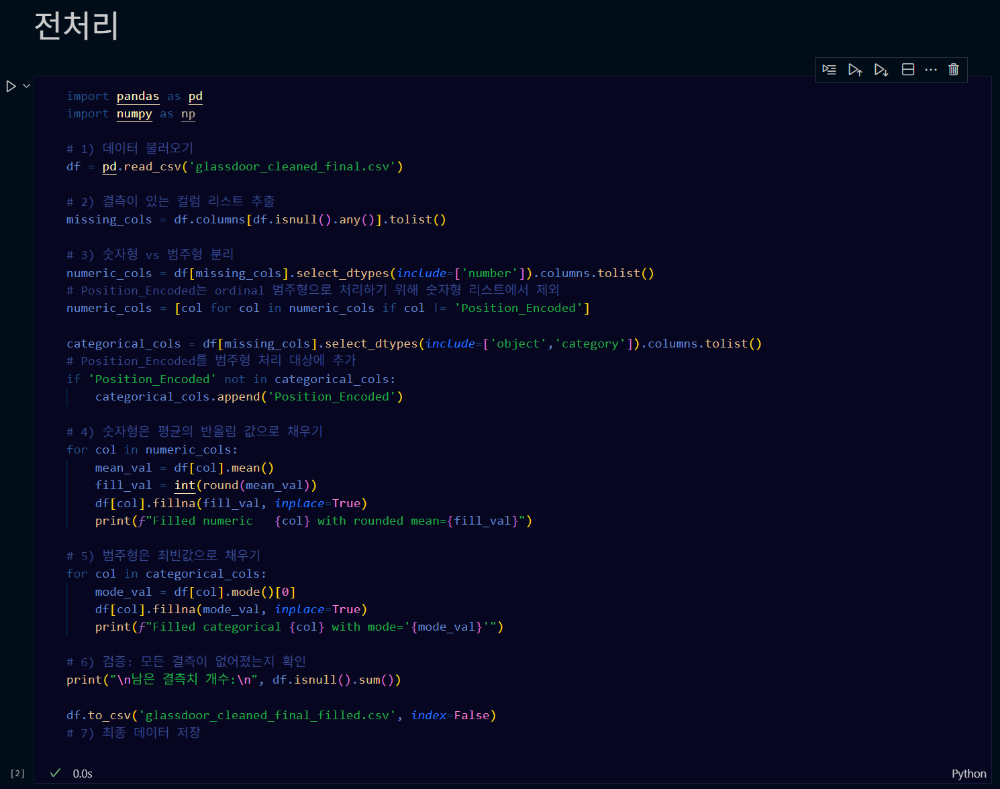 전처리
import pandas as pd
import numpy as np
# 1) 데이터 불러오기
df = pd.read_csv('glassdoor_cleaned_final.csv')
# 2) 결측이 있는 컬럼 리스트 추출
missing_cols = df.columns[df.isnull().any()].tolist()
# 3) 숫자형 vs 범주형 분리
numeric_cols = df[missing_cols].select_dtypes(include=['number']).columns.tolist()
# Position_Encoded는 ordinal 범주형으로 처리하기 위해 숫자형 리스트에서 제외
numeric_cols = [col for col in numeric_cols if col != 'Position_Encoded']
categorical_cols = df[missing_cols].select_dtypes(include=['object','category']).columns.tolist()
# Position_Encoded를 범주형 처리 대상에 추가
if 'Position_Encoded' not in categorical_cols:
    categorical_cols.append('Position_Encoded')
# 4) 숫자형은 평균의 반올림 값으로 채우기
for col in numeric_cols:
    mean_val = df[col].mean()
    fill_val = int(round(mean_val))
    df[col].fillna(fill_val, inplace=True)
    print(f"Filled numeric   {col} with rounded mean={fill_val}")
# 5) 범주형은 최빈값으로 채우기
for col in categorical_cols:
    mode_val = df[col].mode()[0]
    df[col].fillna(mode_val, inplace=True)
    print(f"Filled categorical {col} with mode='{mode_val}'")
# 6) 검증: 모든 결측이 없어졌는지 확인
print("\n남은 결측치 개수:\n", df.isnull().sum())
df.to_csv('glassdoor_cleaned_final_filled.csv', index=False)
# 7) 최종 데이터 저장
[2] 0.0s Python